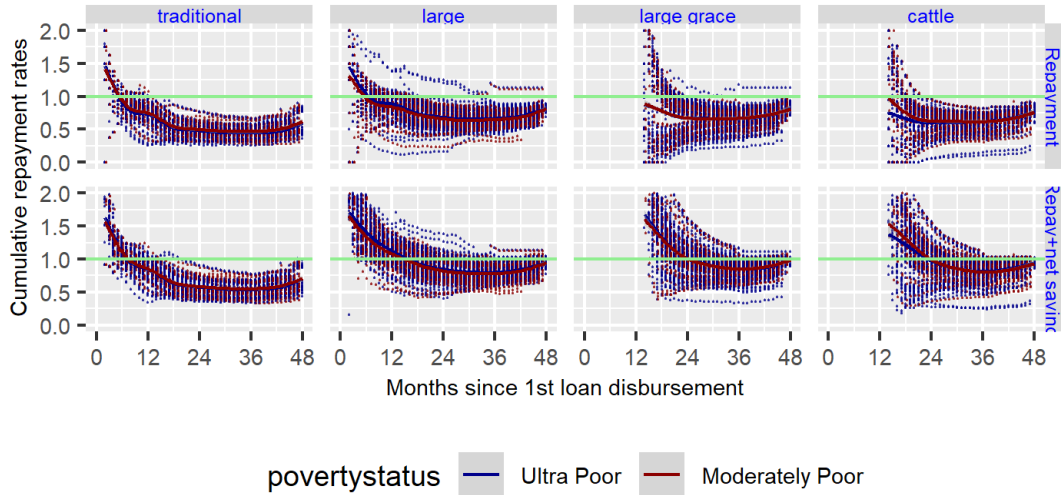 traditional large large grace cattle
Cumulative repayment rates
2.0
1.5
1.0
0.5
0.0
Repayment
2.0
1.5
1.0
0.5
0.0
Repay+net saving
0 12 24 36 48 0 12 24 36 48 0 12 24 36 48 0 12 24 36 48
Months since 1st loan disbursement
povertystatus Ultra Poor Moderately Poor